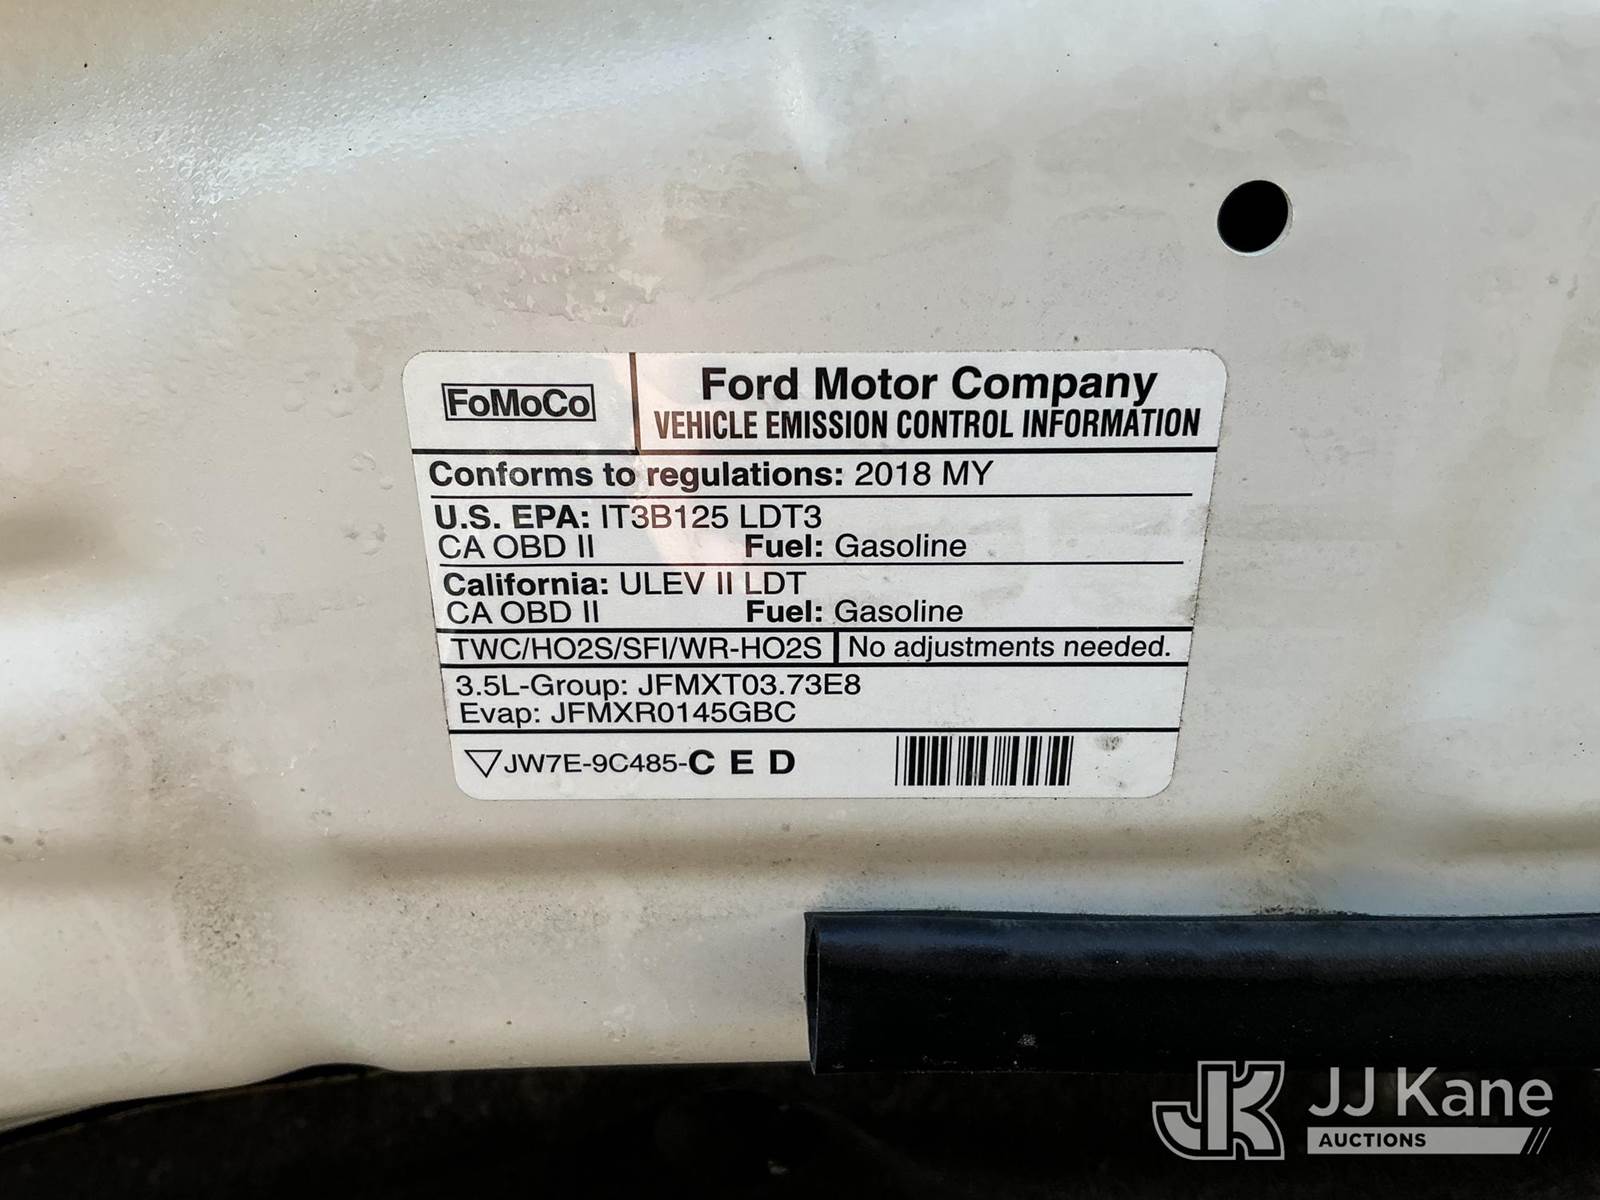 FoMoCo
Ford Motor Company
VEHICLE EMISSION CONTROL INFORMATION
Conforms to regulations: 2018 MY
U.S. EPA: IT3B125 LDT3
CA OBD II Fuel: Gasoline
California: ULEV II LDT
CA OBD II Fuel: Gasoline
TWC/HO2S/SFI/WR-HO2S No adjustments needed.
3.5L-Group: JFMXT03.73E8
Evap: JFMXR0145GBC
JW7E-9C485-C E D
JK JJ Kane
AUCTIONS